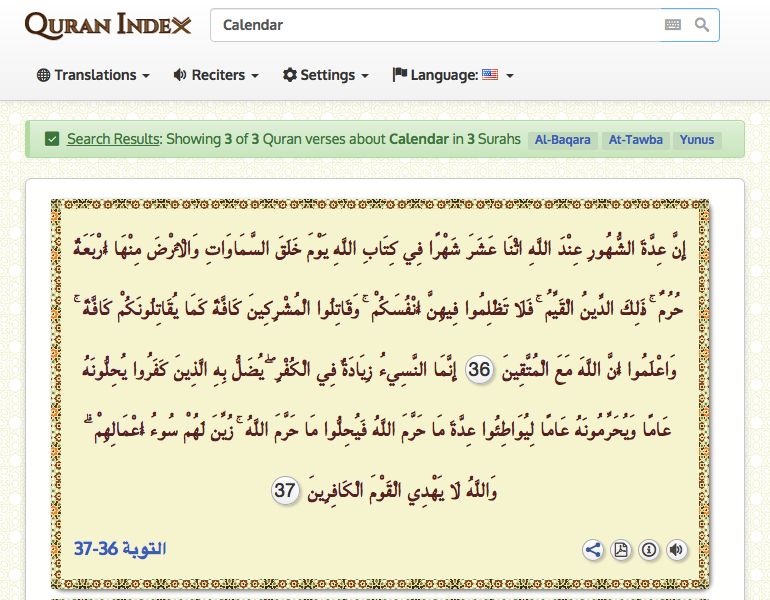 QURAN INDEX
Calendar
Translations Reciters Settings Language:
Search Results: Showing 3 of 3 Quran verses about Calendar in 3 Surahs Al-Baqara At-Tawba Yunus
إِنَّ عِدَّةَ الشُّهُورِ عِنْدَ اللَّهِ اثْنَا عَشَرَ شَهْرًا فِي كِتَابِ اللَّهِ يَوْمَ خَلَقَ السَّمَاوَاتِ وَالْأَرْضَ مِنْهَا أَرْبَعَةٌ
حُرُمٌ ۚ ذَٰلِكَ الدِّينُ الْقَيِّمُ ۚ فَلَا تَظْلِمُوا فِيهِنَّ أَنْفُسَكُمْ ۚ وَقَاتِلُوا الْمُشْرِكِينَ كَافَّةً كَمَا يُقَاتِلُونَكُمْ كَافَّةً ۚ
وَاعْلَمُوا أَنَّ اللَّهَ مَعَ الْمُتَّقِينَ 36 إِنَّمَا النَّسِيءُ زِيَادَةٌ فِي الْكُفْرِ ۖ يُضَلُّ بِهِ الَّذِينَ كَفَرُوا يُحِلُّونَهُ
عَامًا وَيُحَرِّمُونَهُ عَامًا لِيُوَاطِئُوا عِدَّةَ مَا حَرَّمَ اللَّهُ فَيُحِلُّوا مَا حَرَّمَ اللَّهُ ۚ زُيِّنَ لَهُمْ سُوءُ أَعْمَالِهِمْ ۗ
وَاللَّهُ لَا يَهْدِي الْقَوْمَ الْكَافِرِينَ 37
التوبة 36-37